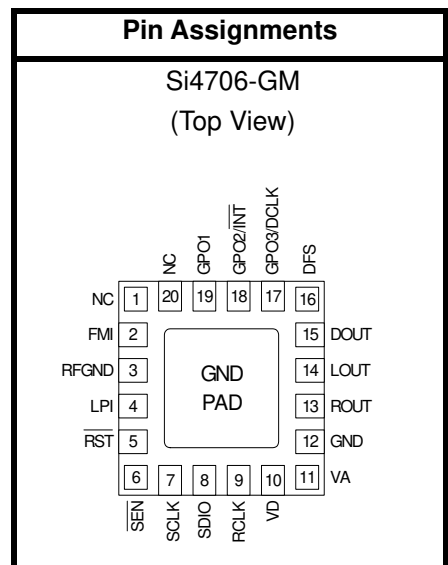 Pin Assignments
Si4706-GM
(Top View)
NC
GPO1
GPO2/INT
GPO3/DCLK
DFS
NC 1 20 19 18 17 16
FMI 2 15 DOUT
RFGND 3 GND 14 LOUT
LPI 4 PAD 13 ROUT
RST 5 12 GND
6 7 8 9 10 11 VA
SEN
SCLK
SDIO
RCLK
VD